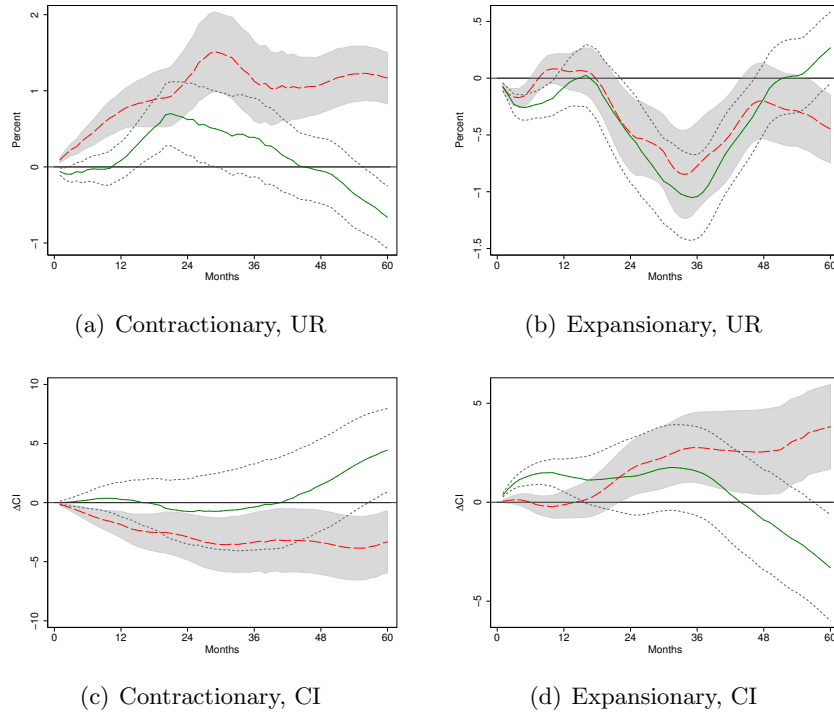 2
1
0
-1
Percent
0 12 24 36 48 60
Months
(a) Contractionary, UR
.5
0
-.5
-1
-1.5
Percent
0 12 24 36 48 60
Months
(b) Expansionary, UR
10
5
0
-5
-10
ΔCI
0 12 24 36 48 60
Months
(c) Contractionary, CI
5
0
-5
ΔCI
0 12 24 36 48 60
Months
(d) Expansionary, CI